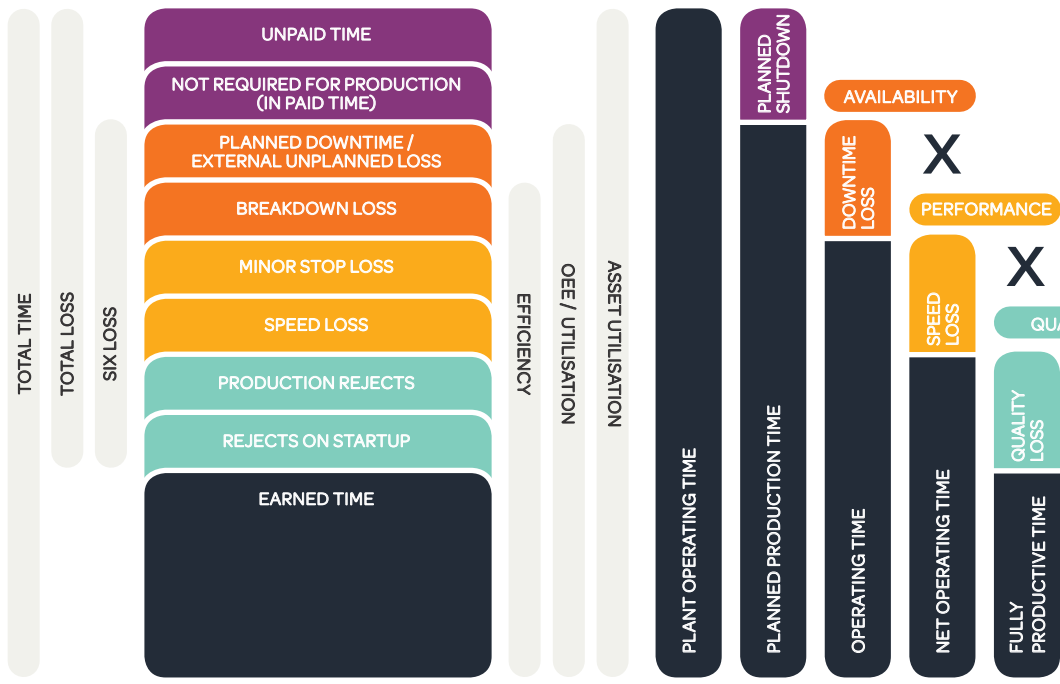 TOTAL TIME
TOTAL LOSS
SIX LOSS
UNPAID TIME
NOT REQUIRED FOR PRODUCTION
(IN PAID TIME)
PLANNED DOWNTIME /
EXTERNAL UNPLANNED LOSS
BREAKDOWN LOSS
MINOR STOP LOSS
SPEED LOSS
PRODUCTION REJECTS
REJECTS ON STARTUP
EARNED TIME
EFFICIENCY
OEE / UTILISATION
ASSET UTILISATION
PLANT OPERATING TIME
PLANNED
SHUTDOWN
PLANNED PRODUCTION TIME
AVAILABILITY
DOWNTIME
LOSS
OPERATING TIME
X
PERFORMANCE
SPEED
LOSS
NET OPERATING TIME
X
QUA
QUALITY
LOSS
FULLY
PRODUCTIVE TIME